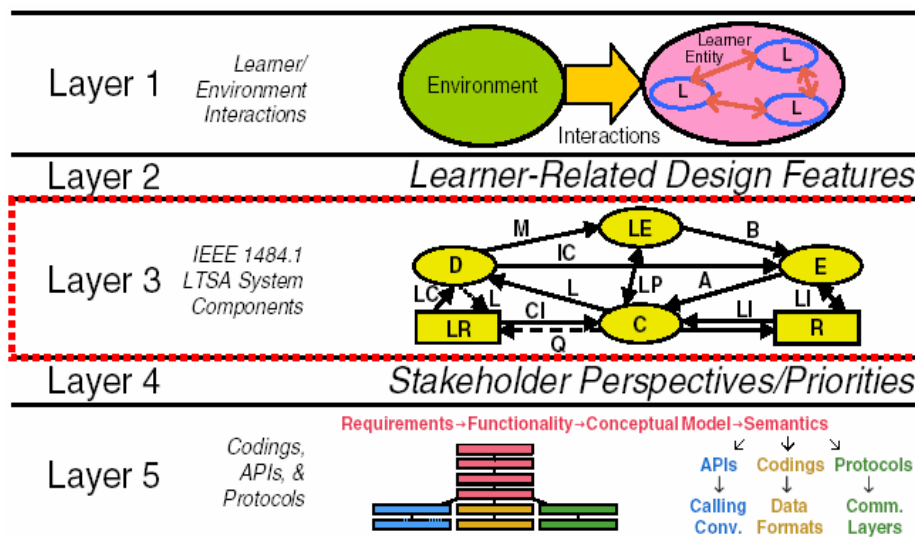 Layer 1
Learner/
Environment
Interactions
Environment
Interactions
Learner
Entity
L
L
L
Layer 2
Learner-Related Design Features
Layer 3
IEEE 1484.1
LTSA System
Components
M
LE
B
D
IC
E
LC
L
L
LP
A
LI
LI
CI
LR
C
R
Q
Layer 4
Stakeholder Perspectives/Priorities
Layer 5
Codings,
APIs, &
Protocols
Requirements→Functionality→Conceptual Model→Semantics
APIs Codings Protocols
Calling Data Comm.
Conv. Formats Layers